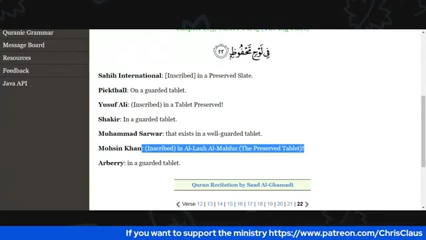 Quranic Grammar
Message Board
Resources
Feedback
Java API
فِي لَوْحٍ مَّحْفُوظٍ ﴿٢٢﴾
Sahih International: [Inscribed] in a Preserved Slate.
Pickthall: On a guarded tablet.
Yusuf Ali: (Inscribed) in a Tablet Preserved!
Shakir: In a guarded tablet.
Muhammad Sarwar: that exists in a well-guarded tablet.
Mohsin Khan: (Inscribed) in Al-Lauh Al-Mahfuz (The Preserved Tablet)!
Arberry: in a guarded tablet.
Quran Recitation by Saad Al-Ghamadi
Verse 12 | 13 | 14 | 15 | 16 | 17 | 18 | 19 | 20 | 21 | 22
If you want to support the ministry https://www.patreon.com/ChrisClaus